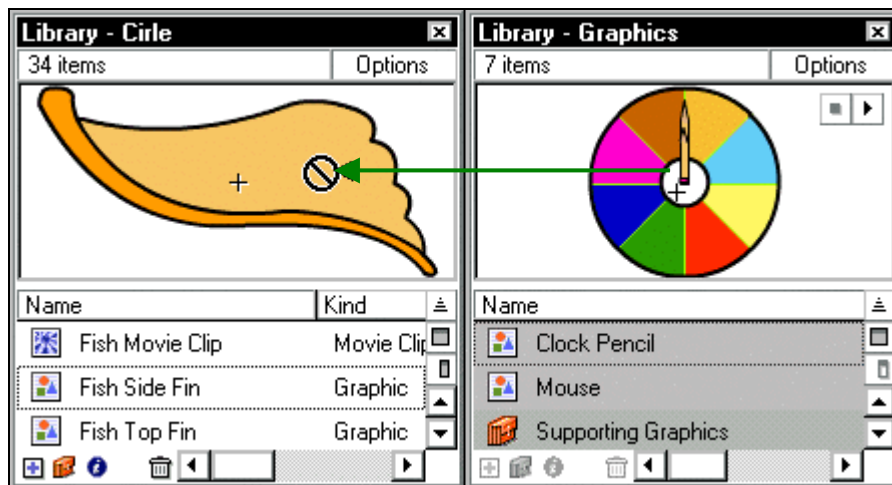 Library - Cirle
34 items Options
Name Kind
Fish Movie Clip Movie Clip
Fish Side Fin Graphic
Fish Top Fin Graphic
Library - Graphics
7 items Options
Name
Clock Pencil
Mouse
Supporting Graphics